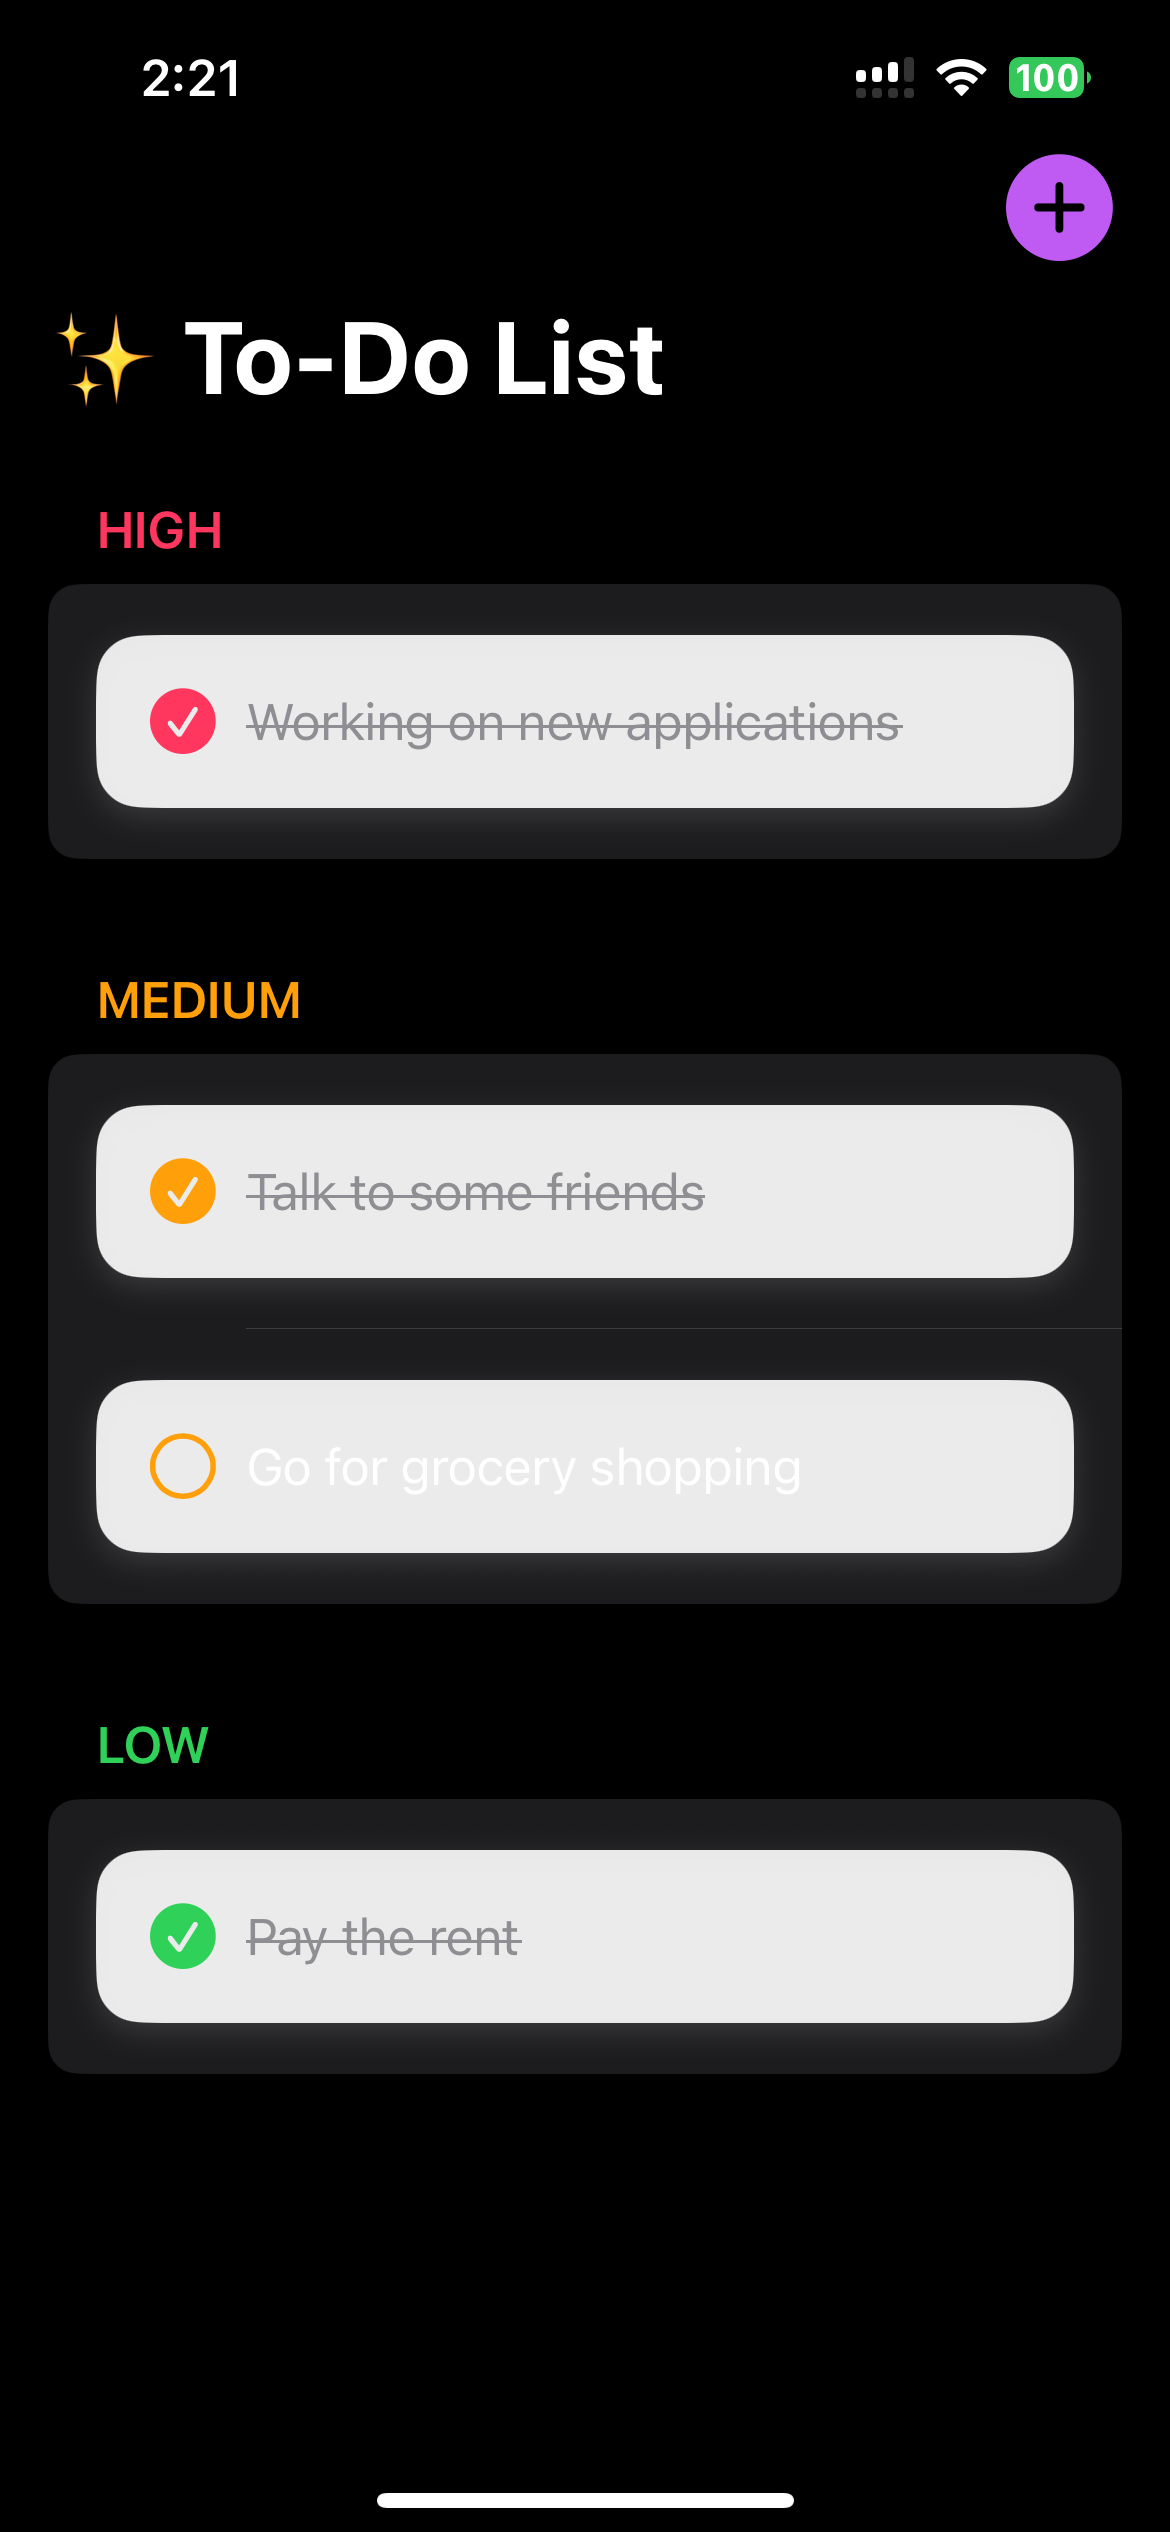 2:21
100
✨ To-Do List
HIGH
Working on new applications
MEDIUM
Talk to some friends
Go for grocery shopping
LOW
Pay the rent